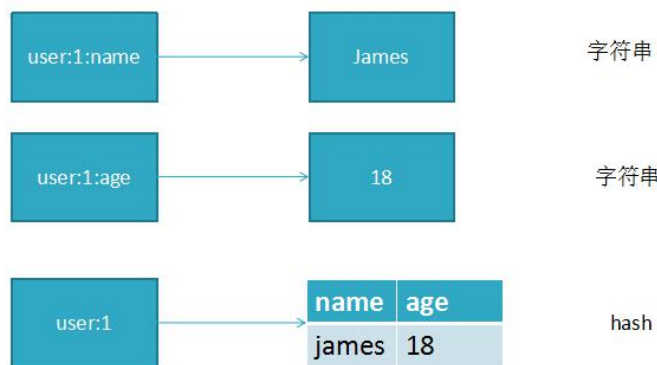 user:1:name James 字符串
user:1:age 18 字符串
name age
user:1 hash
james 18